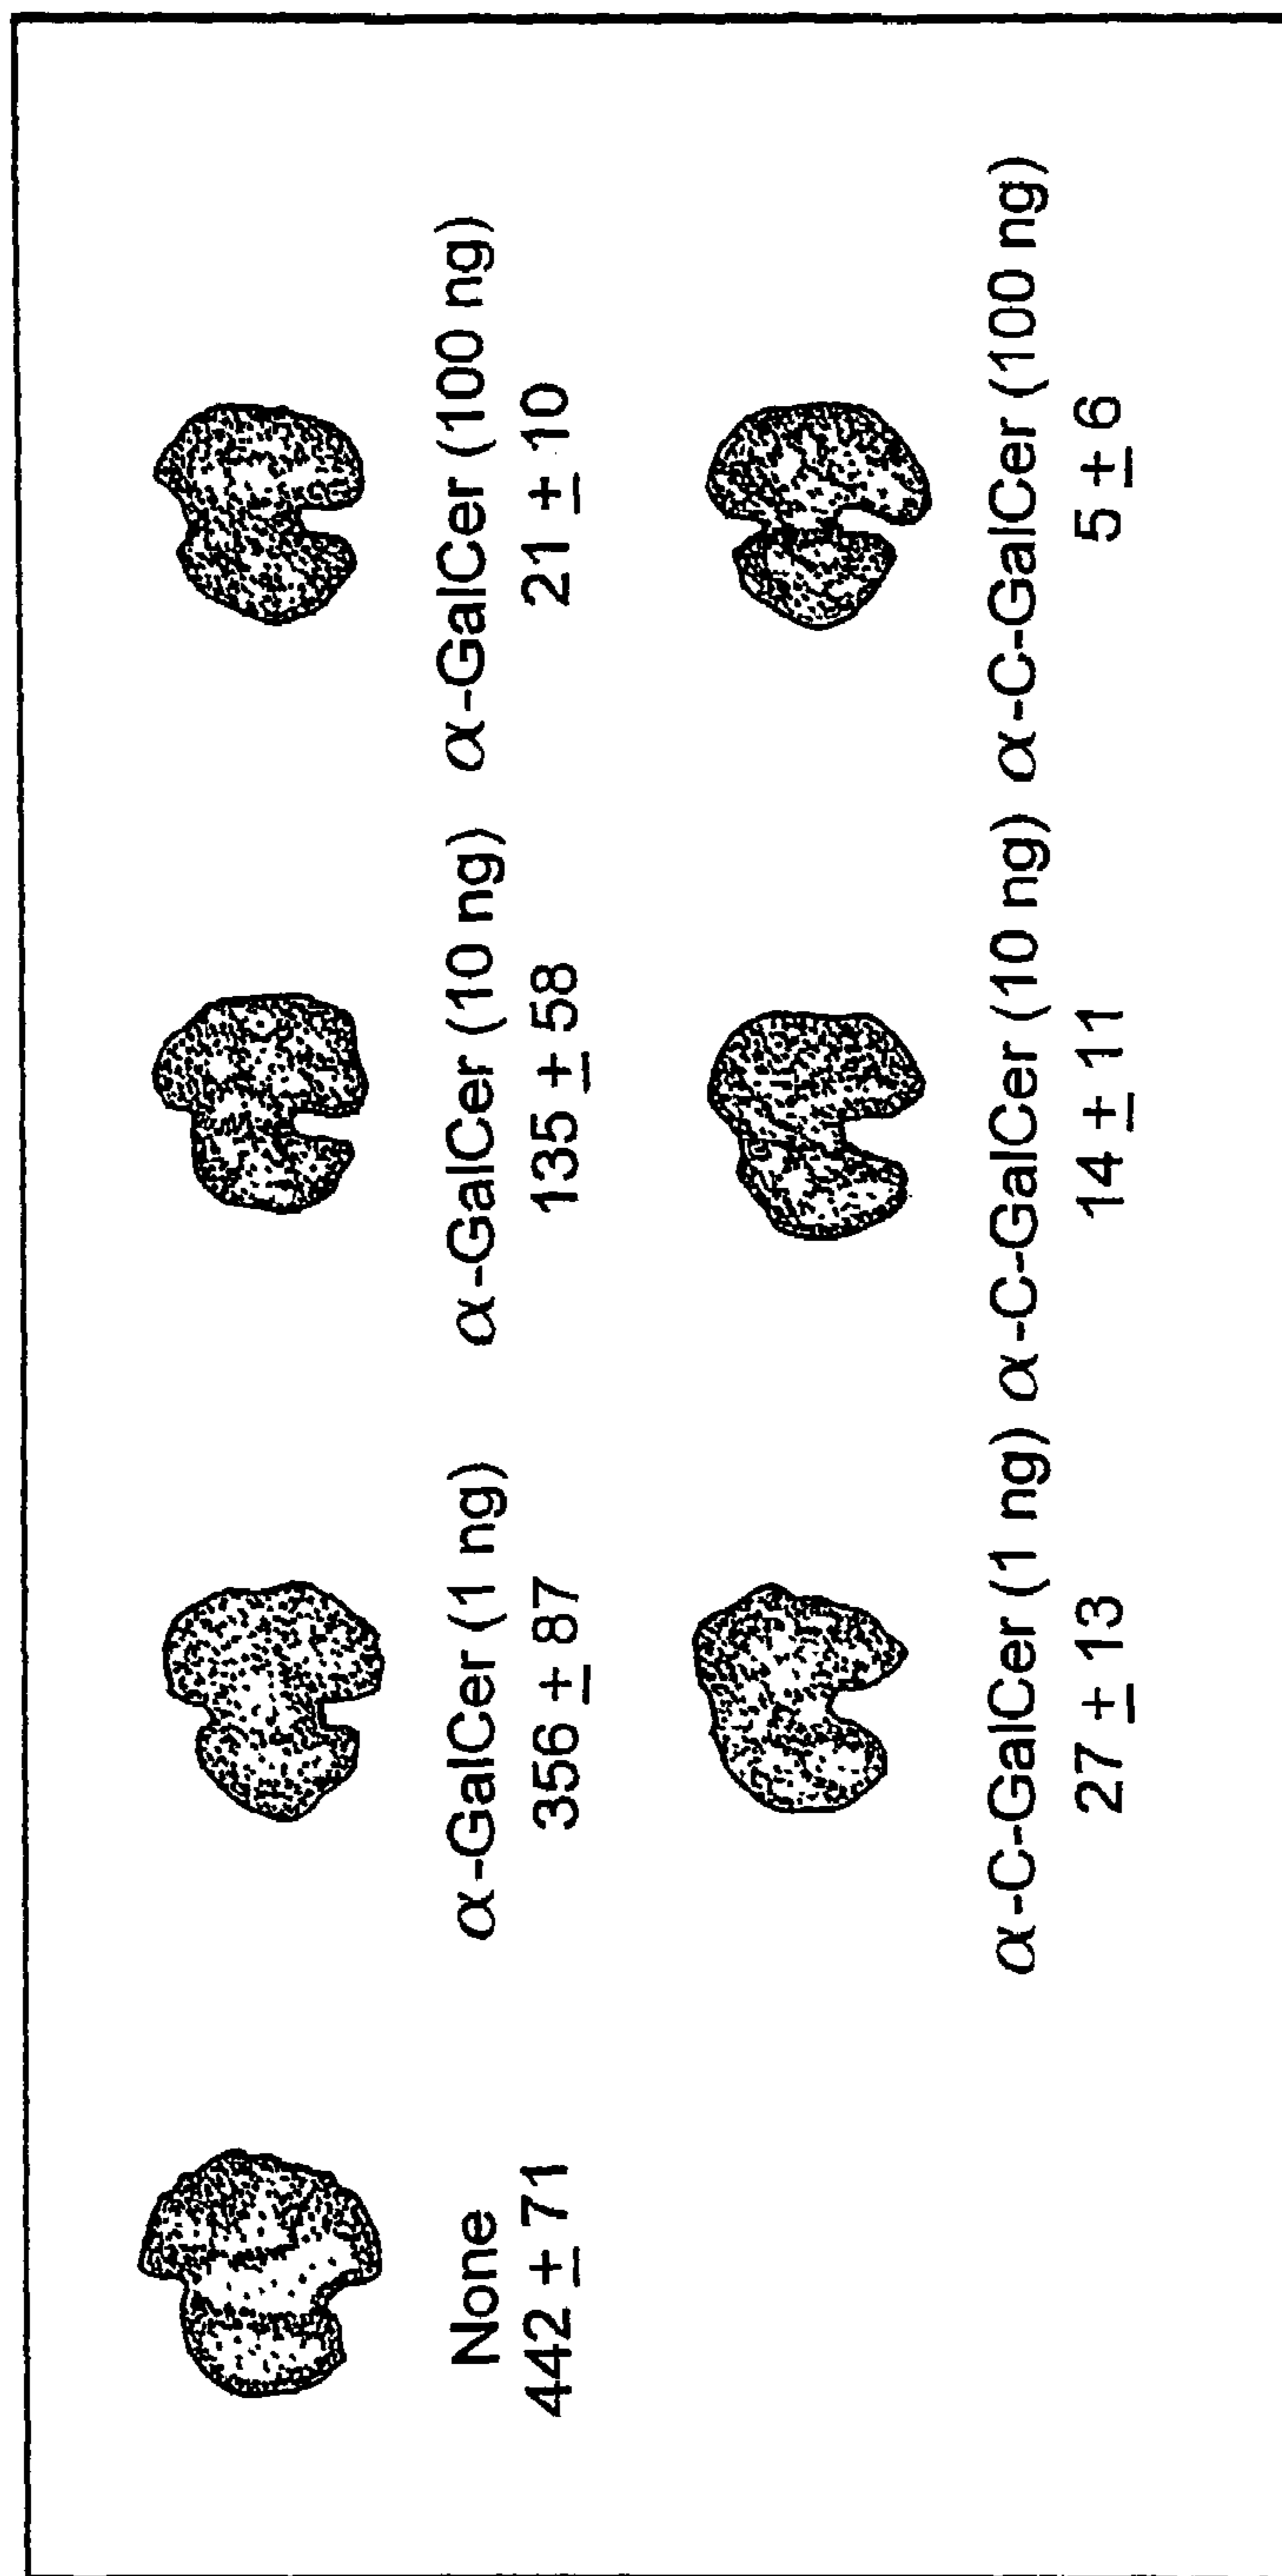 None
442 ± 71
α-GalCer (1 ng)
356 ± 87
α-GalCer (10 ng)
135 ± 58
α-GalCer (100 ng)
21 ± 10
α-C-GalCer (1 ng)
27 ± 13
α-C-GalCer (10 ng)
14 ± 11
α-C-GalCer (100 ng)
5 ± 6